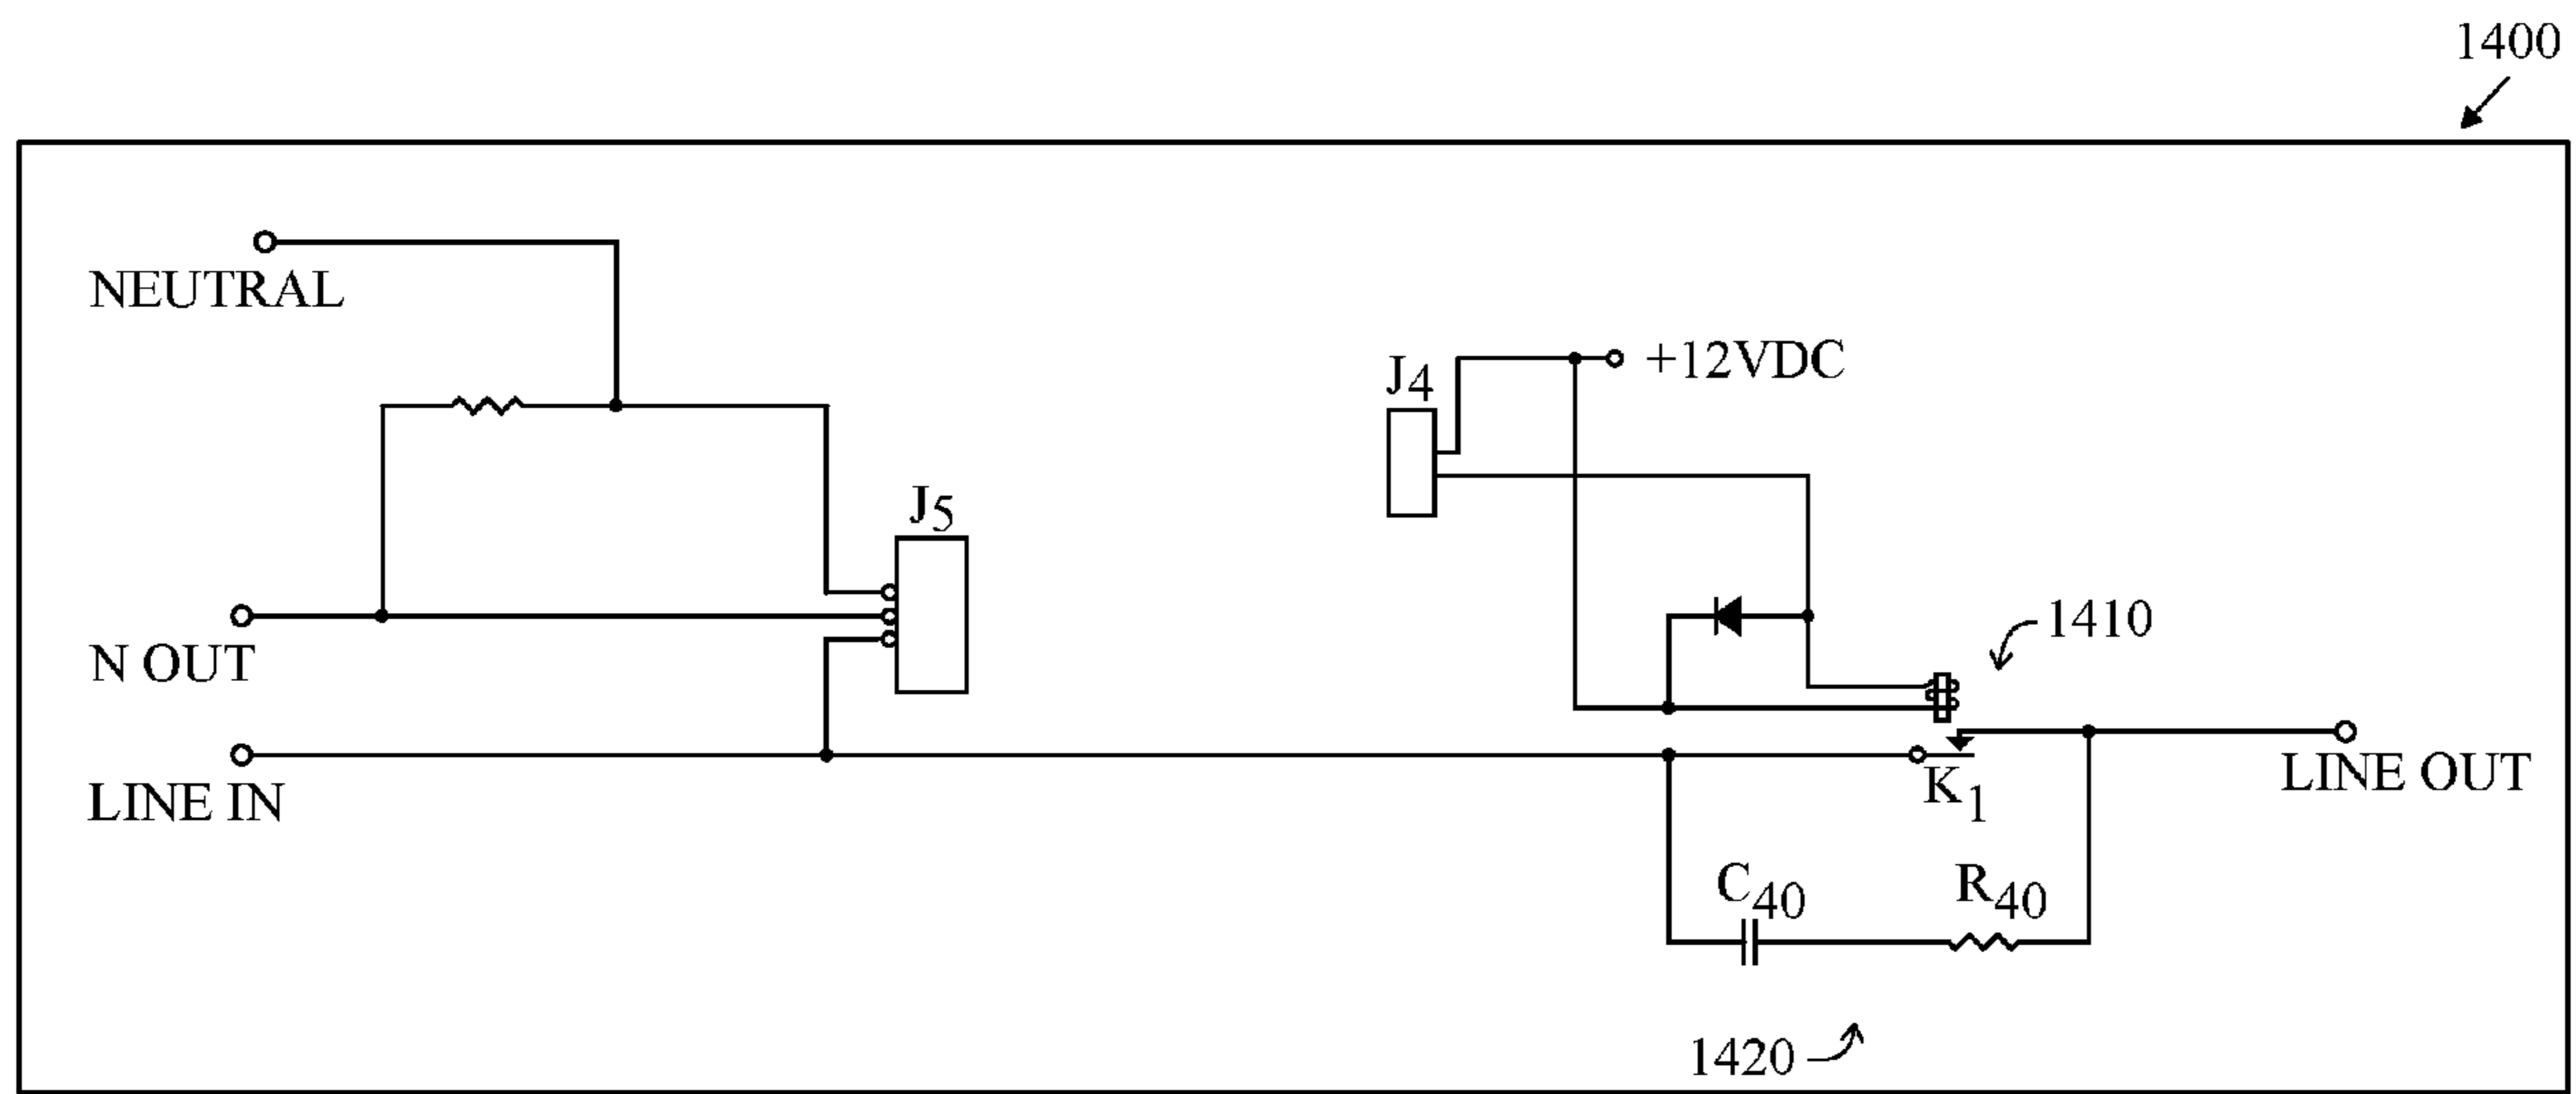 1400
NEUTRAL
J4
+12VDC
J5
1410
N OUT
LINE IN
K1
LINE OUT
C40
R40
1420